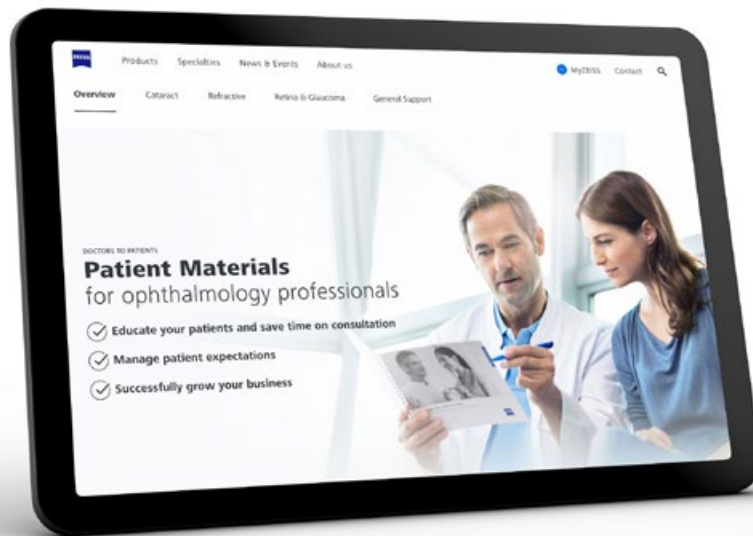 ZEISS
Products Specialties News & Events About us
MyZEISS Contact
Overview Cataract Refractive Retina & Glaucoma General Support
DOCTORS TO PATIENTS
Patient Materials
for ophthalmology professionals
Educate your patients and save time on consultation
Manage patient expectations
Successfully grow your business